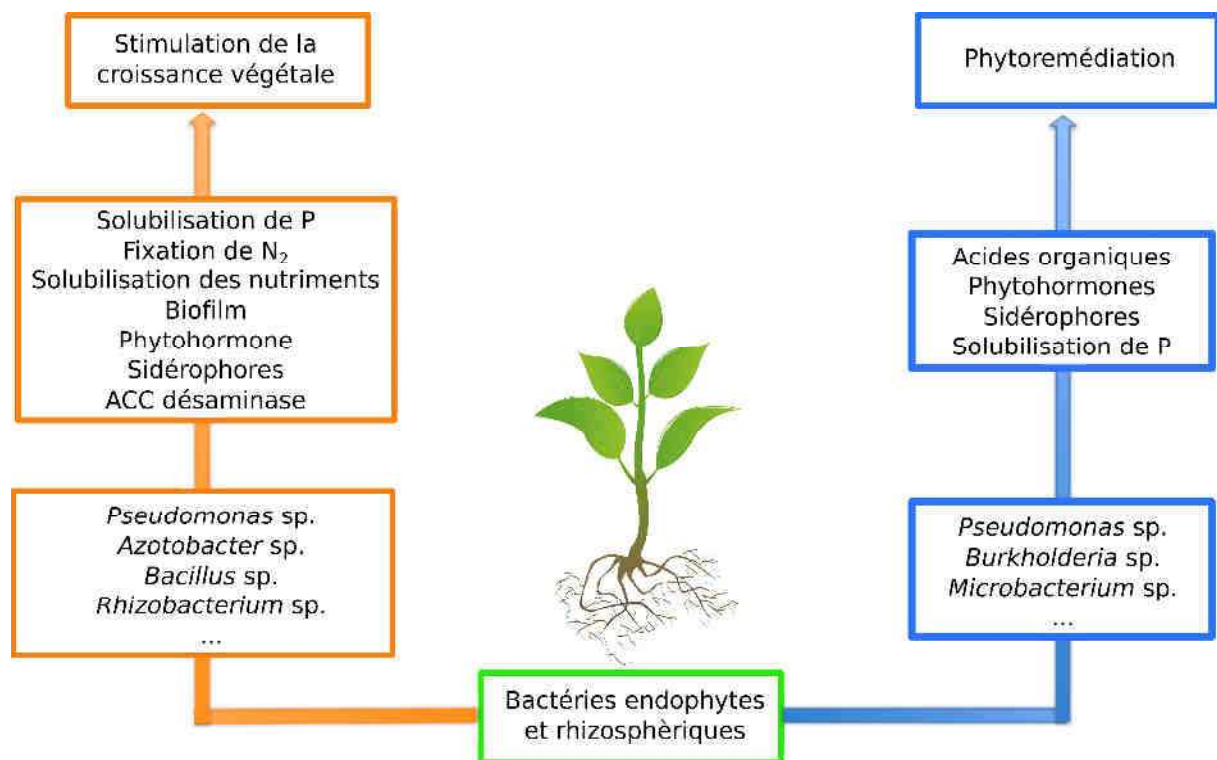 Stimulation de la
croissance végétale
Phytoremédiation
Solubilisation de P
Fixation de N₂
Solubilisation des nutriments
Biofilm
Phytohormone
Sidérophores
ACC désaminase
Acides organiques
Phytohormones
Sidérophores
Solubilisation de P
Pseudomonas sp.
Azotobacter sp.
Bacillus sp.
Rhizobacterium sp.
...
Pseudomonas sp.
Burkholderia sp.
Microbacterium sp.
...
Bactéries endophytes
et rhizosphèriques